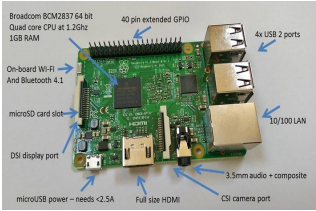 Broadcom BCM2837 64 bit
Quad core CPU at 1.2Ghz
1GB RAM
40 pin extended GPIO
4x USB 2 ports
On-board WI-FI
And Bluetooth 4.1
microSD card slot
HDMI
10/100 LAN
DSI display port
3.5mm audio + composite
microUSB power – needs <2.5A
Full size HDMI
CSI camera port